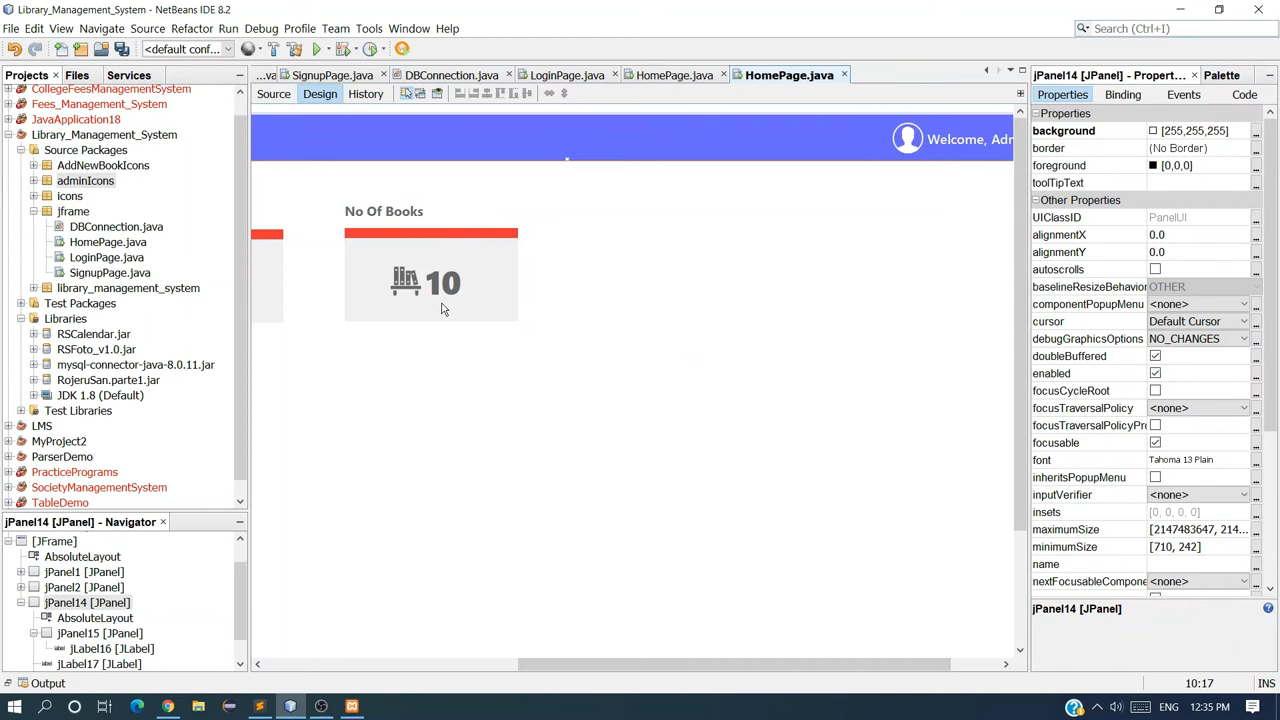 Library_Management_System - NetBeans IDE 8.2
File Edit View Navigate Source Refactor Run Debug Profile Team Tools Window Help
Search (Ctrl+I)
<default conf...
Projects Files Services
...va SignupPage.java DBConnection.java LoginPage.java HomePage.java HomePage.java
jPanel14 [JPanel] - Propert... Palette
Source Design History
Properties Binding Events Code
CollegeFeesManagementSystem
Fees_Management_System
JavaApplication18
Library_Management_System
Source Packages
AddNewBookIcons
adminIcons
icons
jframe
DBConnection.java
HomePage.java
LoginPage.java
SignupPage.java
library_management_system
Test Packages
Libraries
RSCalendar.jar
RSFoto_v1.0.jar
mysql-connector-java-8.0.11.jar
RojeruSan.parte1.jar
JDK 1.8 (Default)
Test Libraries
LMS
MyProject2
ParserDemo
PracticePrograms
SocietyManagementSystem
TableDemo
jPanel14 [JPanel] - Navigator
[JFrame]
AbsoluteLayout
jPanel1 [JPanel]
jPanel2 [JPanel]
jPanel14 [JPanel]
AbsoluteLayout
jPanel15 [JPanel]
jLabel16 [JLabel]
jLabel17 [JLabel]
Welcome, Adm
No Of Books
10
Properties
background [255,255,255]
border (No Border)
foreground [0,0,0]
toolTipText
Other Properties
UIClassID PanelUI
alignmentX 0.0
alignmentY 0.0
autoscrolls
baselineResizeBehavior OTHER
componentPopupMenu <none>
cursor Default Cursor
debugGraphicsOptions NO_CHANGES
doubleBuffered
enabled
focusCycleRoot
focusTraversalPolicy <none>
focusTraversalPolicyPro
focusable
font Tahoma 13 Plain
inheritsPopupMenu
inputVerifier <none>
insets [0, 0, 0, 0]
maximumSize [2147483647, 214...
minimumSize [710, 242]
name
nextFocusableCompone <none>
jPanel14 [JPanel]
Output
10:17 INS
ENG 12:35 PM